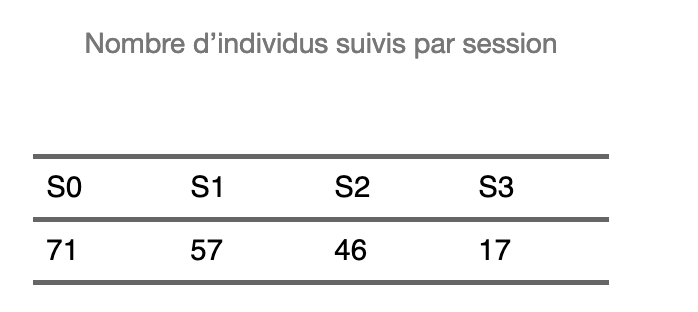 Nombre d’individus suivis par session
S0 S1 S2 S3
71 57 46 17